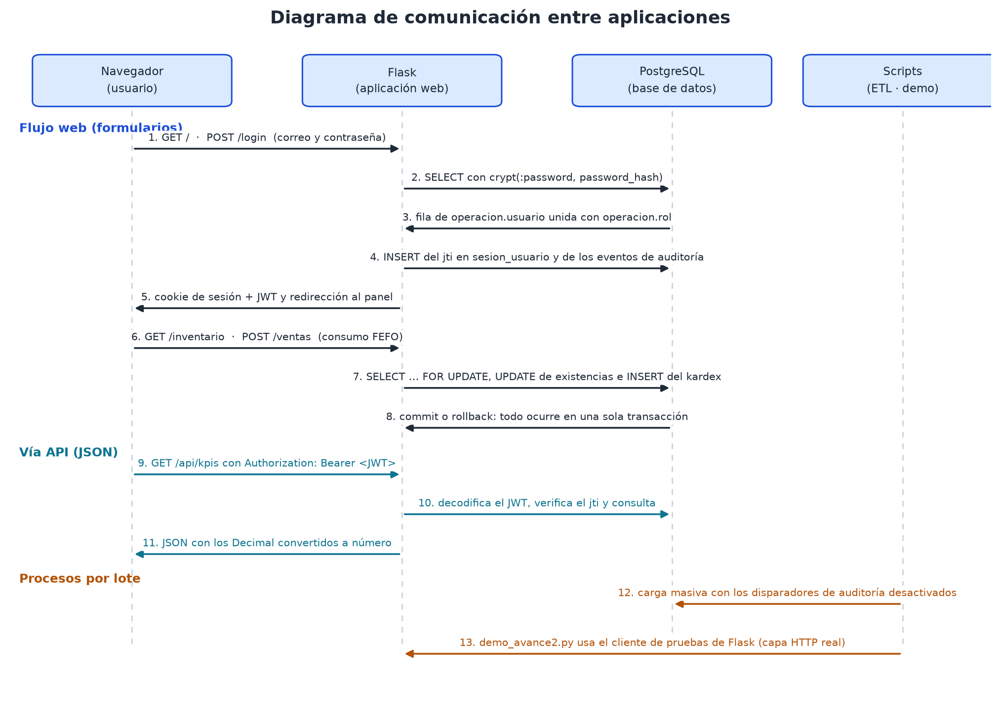 Diagrama de comunicación entre aplicaciones
Navegador
(usuario)
Flask
(aplicación web)
PostgreSQL
(base de datos)
Scripts
(ETL · demo)
Flujo web (formularios)
1. GET / · POST /login (correo y contraseña)
2. SELECT con crypt(:password, password_hash)
3. fila de operacion.usuario unida con operacion.rol
4. INSERT del jti en sesion_usuario y de los eventos de auditoría
5. cookie de sesión + JWT y redirección al panel
6. GET /inventario · POST /ventas (consumo FEFO)
7. SELECT ... FOR UPDATE, UPDATE de existencias e INSERT del kardex
8. commit o rollback: todo ocurre en una sola transacción
Vía API (JSON)
9. GET /api/kpis con Authorization: Bearer <JWT>
10. decodifica el JWT, verifica el jti y consulta
11. JSON con los Decimal convertidos a número
Procesos por lote
12. carga masiva con los disparadores de auditoría desactivados
13. demo_avance2.py usa el cliente de pruebas de Flask (capa HTTP real)